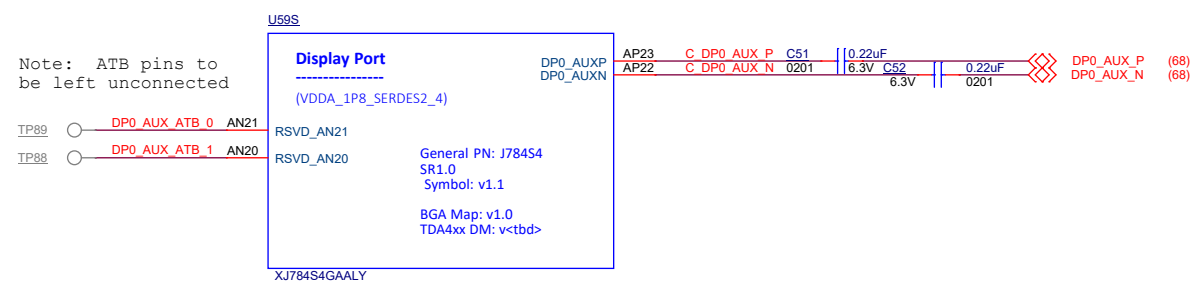 U59S
Note: ATB pins to
be left unconnected
Display Port
----------------
(VDDA_1P8_SERDES2_4)
DP0_AUXP AP23 C_DP0_AUX_P C51 0.22uF DP0_AUX_P (68)
DP0_AUXN AP22 C_DP0_AUX_N 0201 6.3V C52 0.22uF DP0_AUX_N (68)
6.3V 0201
TP89 DP0_AUX_ATB_0 AN21 RSVD_AN21
TP88 DP0_AUX_ATB_1 AN20 RSVD_AN20
General PN: J784S4
SR1.0
Symbol: v1.1
BGA Map: v1.0
TDA4xx DM: v<tbd>
XJ784S4GAALY